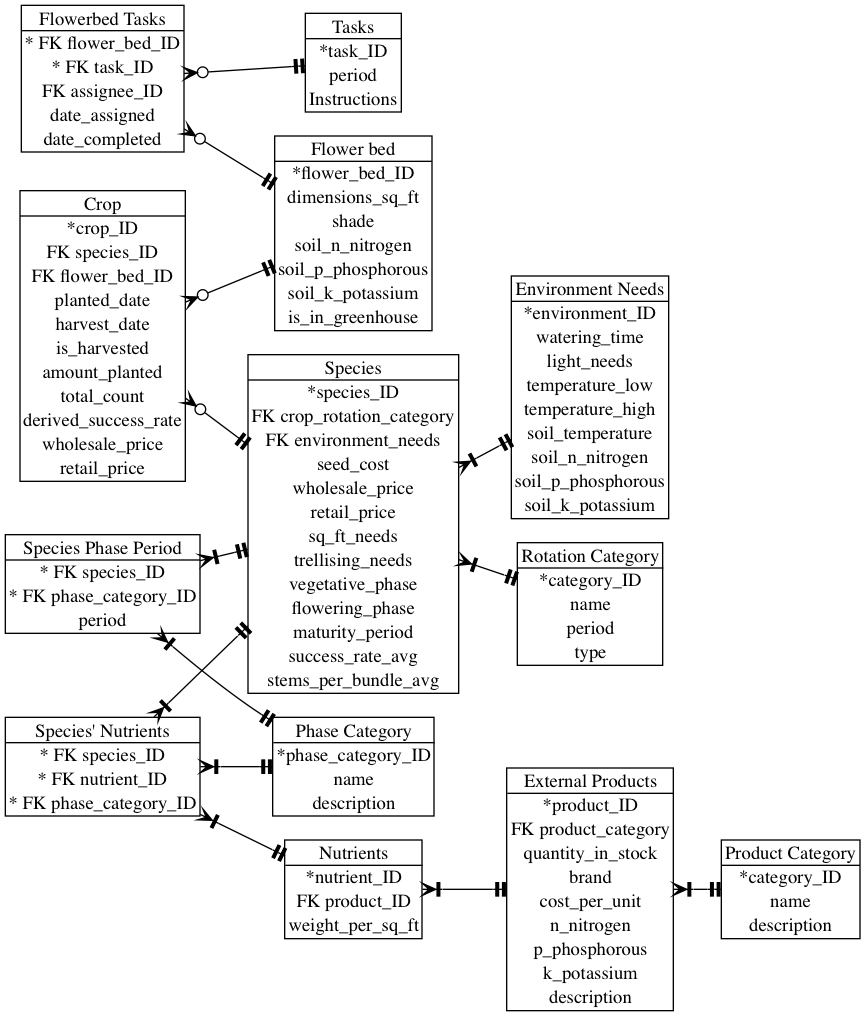 Flowerbed Tasks
* FK flower_bed_ID
* FK task_ID
FK assignee_ID
date_assigned
date_completed
Tasks
*task_ID
period
Instructions
Flower bed
*flower_bed_ID
dimensions_sq_ft
shade
soil_n_nitrogen
soil_p_phosphorous
soil_k_potassium
is_in_greenhouse
Crop
*crop_ID
FK species_ID
FK flower_bed_ID
planted_date
harvest_date
is_harvested
amount_planted
total_count
derived_success_rate
wholesale_price
retail_price
Environment Needs
*environment_ID
watering_time
light_needs
temperature_low
temperature_high
soil_temperature
soil_n_nitrogen
soil_p_phosphorous
soil_k_potassium
Species
*species_ID
FK crop_rotation_category
FK environment_needs
seed_cost
wholesale_price
retail_price
sq_ft_needs
trellising_needs
vegetative_phase
flowering_phase
maturity_period
success_rate_avg
stems_per_bundle_avg
Species Phase Period
* FK species_ID
* FK phase_category_ID
period
Rotation Category
*category_ID
name
period
type
Species' Nutrients
* FK species_ID
* FK nutrient_ID
* FK phase_category_ID
Phase Category
*phase_category_ID
name
description
Nutrients
*nutrient_ID
FK product_ID
weight_per_sq_ft
External Products
*product_ID
FK product_category
quantity_in_stock
brand
cost_per_unit
n_nitrogen
p_phosphorous
k_potassium
description
Product Category
*category_ID
name
description